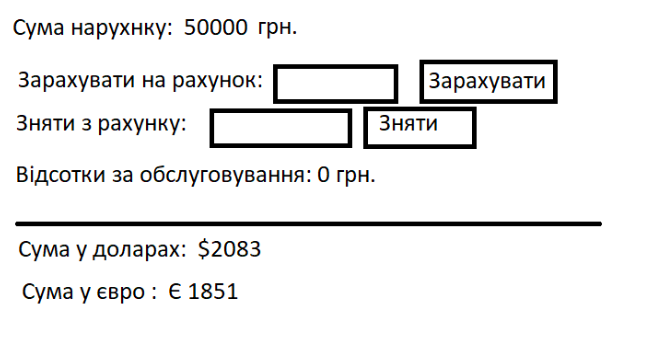 Сума нарухнку: 50000 грн.
Зарахувати на рахунок: Зарахувати
Зняти з рахунку: Зняти
Відсотки за обслуговування: 0 грн.
Сума у доларах: $2083
Сума у євро : Є 1851